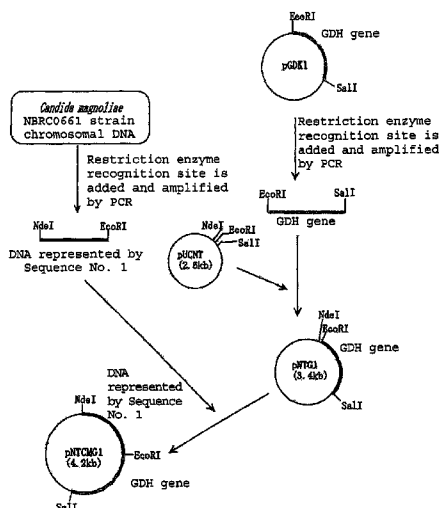 EcoRI
GDH gene
pGDK1
SalI
Candida magnoliae
NBRC0661 strain
chromosomal DNA
Restriction enzyme
recognition site is
added and amplified
by PCR
Restriction enzyme
recognition site is
added and amplified
by PCR
EcoRI
SalI
GDH gene
NdeI
EcoRI
DNA represented by
Sequence No. 1
NdeI
EcoRI
SalI
pUCNT
NdeI
EcoRI
GDH gene
pNTG1
(3.4kb)
SalI
DNA
represented
by Sequence
No. 1
NdeI
pNTCMG1
(4.2kb)
EcoRI
GDH gene
SalI